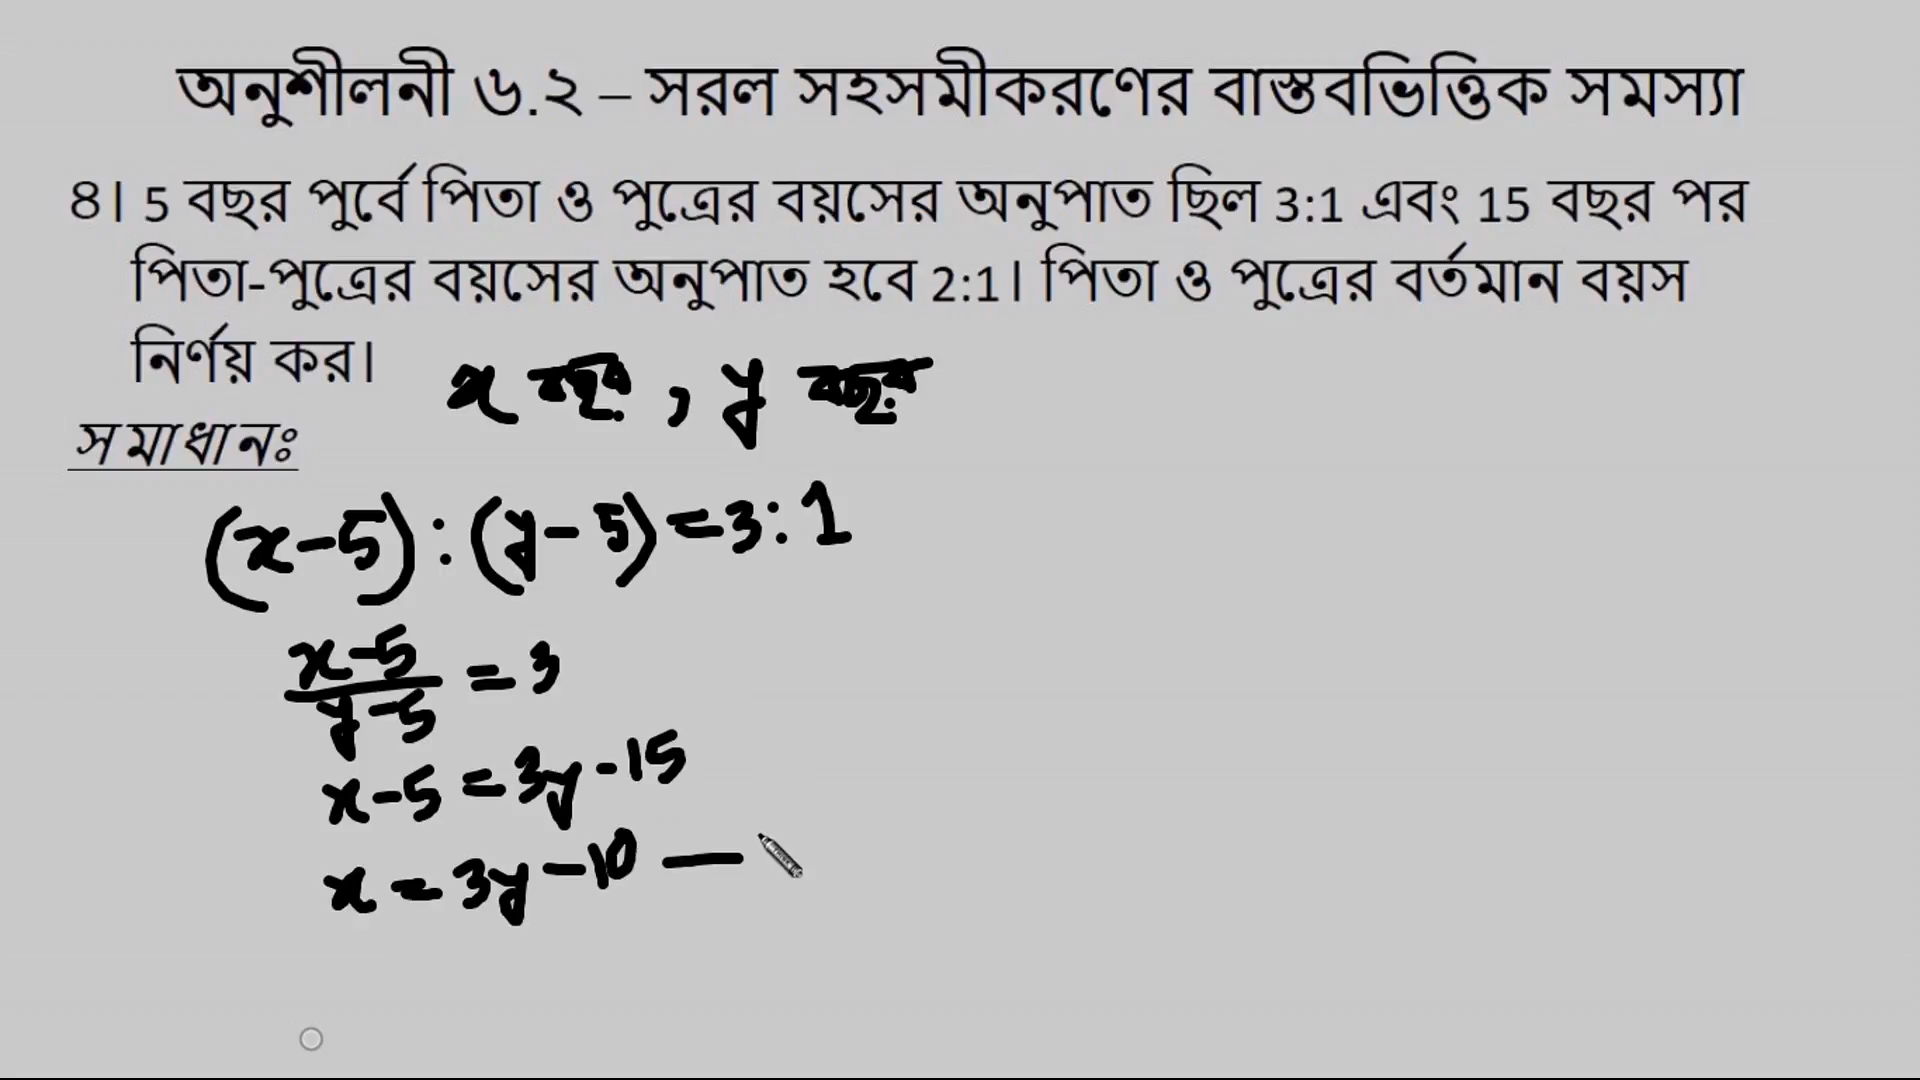 অনুশীলনী ৬.২ – সরল সহসমীকরণের বাস্তবভিত্তিক সমস্যা
৪। 5 বছর পুর্বে পিতা ও পুত্রের বয়সের অনুপাত ছিল 3:1 এবং 15 বছর পর
পিতা-পুত্রের বয়সের অনুপাত হবে 2:1। পিতা ও পুত্রের বর্তমান বয়স
নির্ণয় কর।
x বছর, y বছর
সমাধানঃ
(x-5):(y-5)=3:1
x-5
y-5 = 3
x-5=3y-15
x=3y-10 —